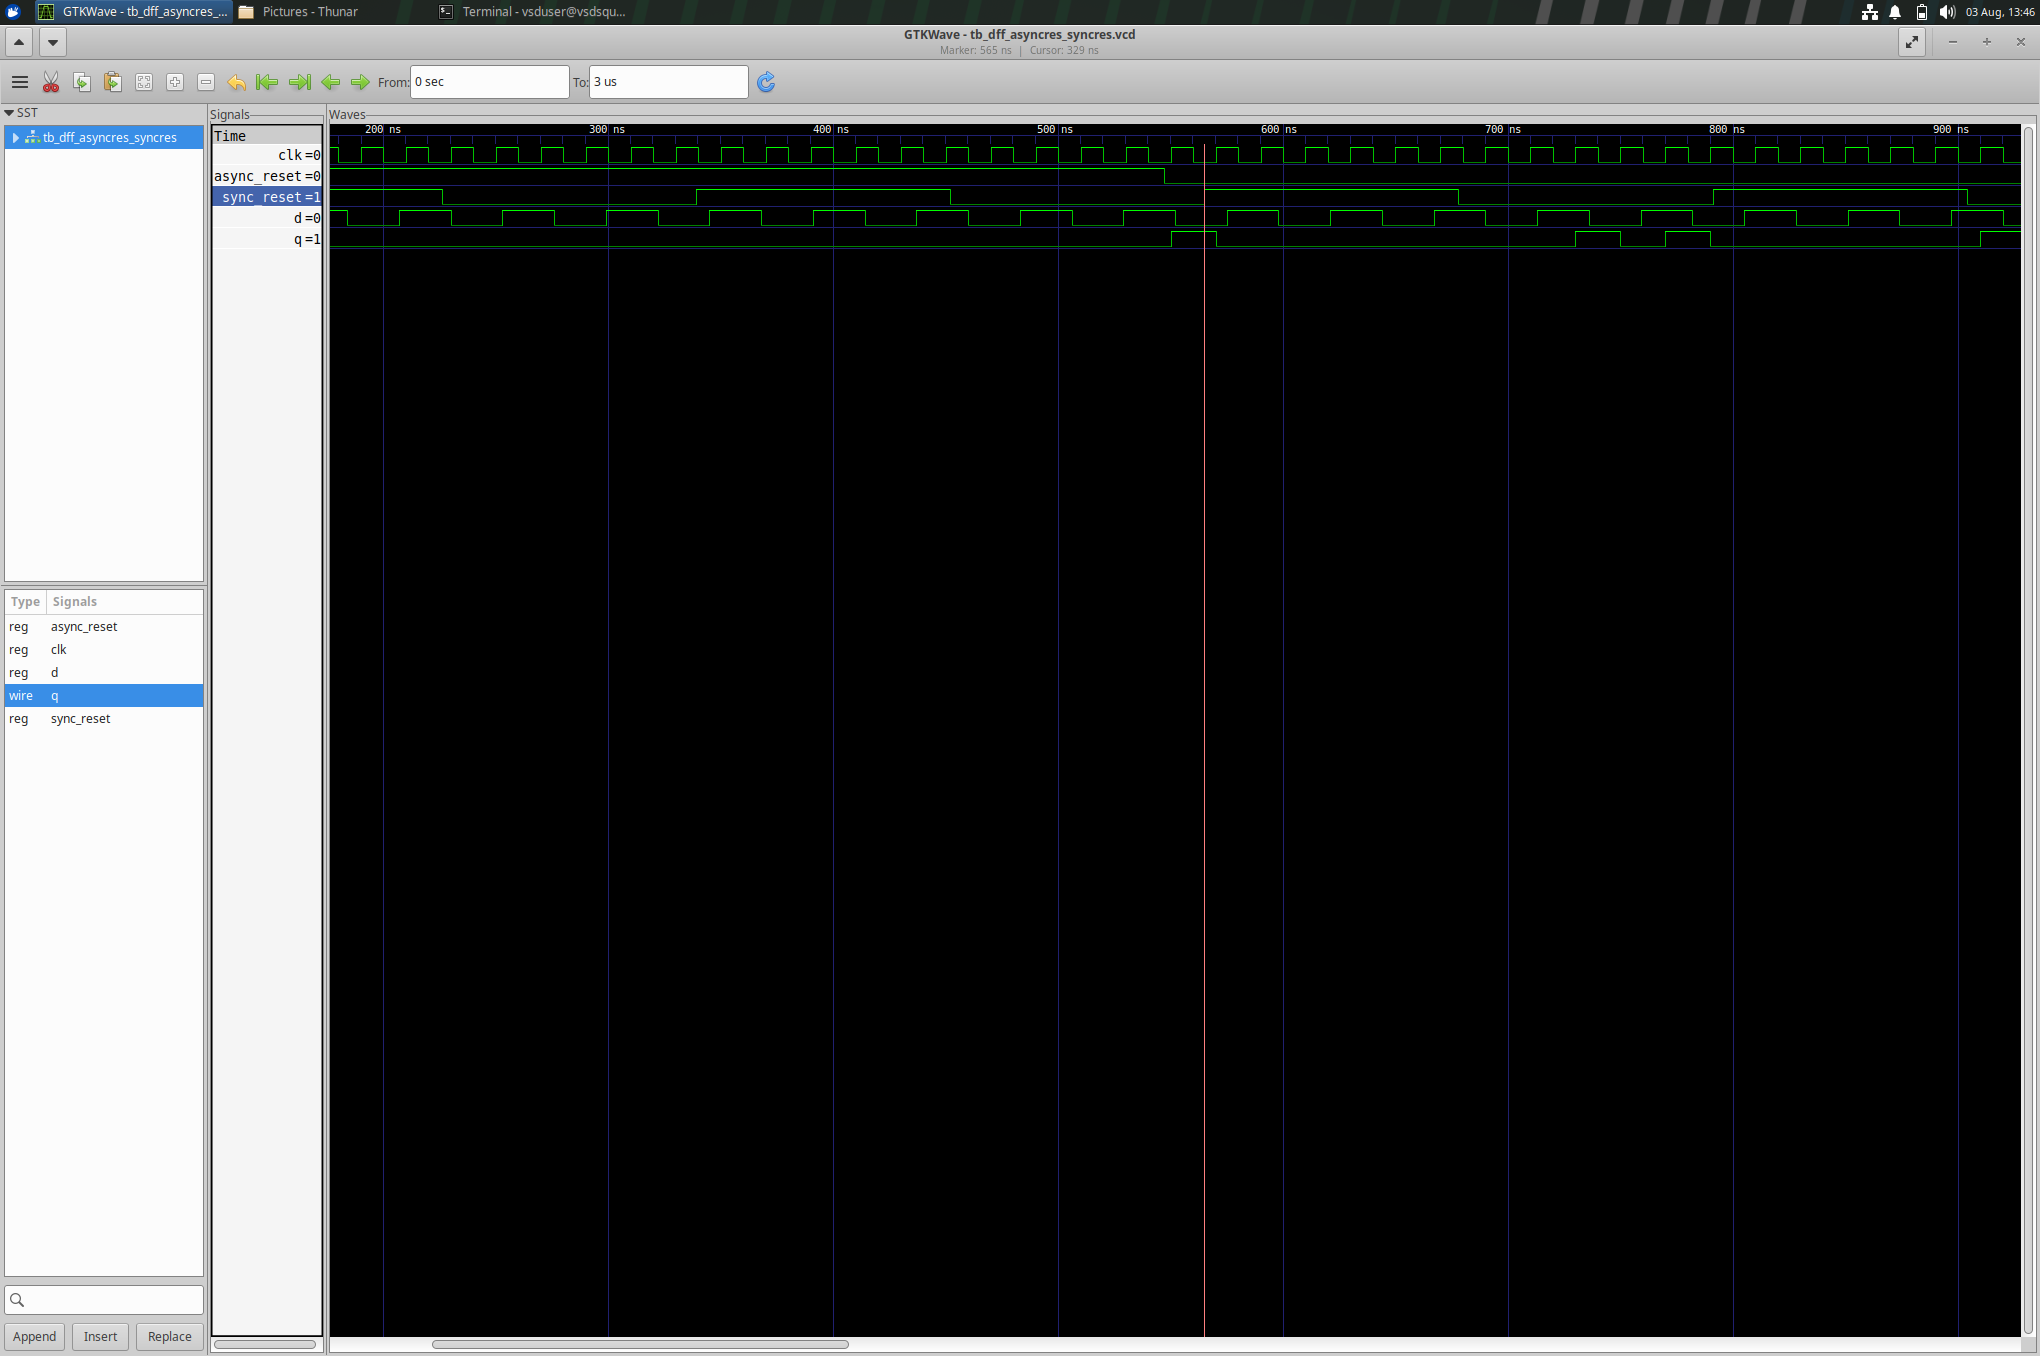 GTKWave - tb_dff_asyncres_...
Pictures - Thunar
Terminal - vsduser@vsdsqu...
03 Aug, 13:46
GTKWave - tb_dff_asyncres_syncres.vcd
Marker: 565 ns | Cursor: 329 ns
From: 0 sec To: 3 us
SST
tb_dff_asyncres_syncres
Type Signals
reg async_reset
reg clk
reg d
wire q
reg sync_reset
Append Insert Replace
Signals
Time
clk=0
async_reset=0
sync_reset=1
d=0
q=1
Waves
200 ns 300 ns 400 ns 500 ns 600 ns 700 ns 800 ns 900 ns